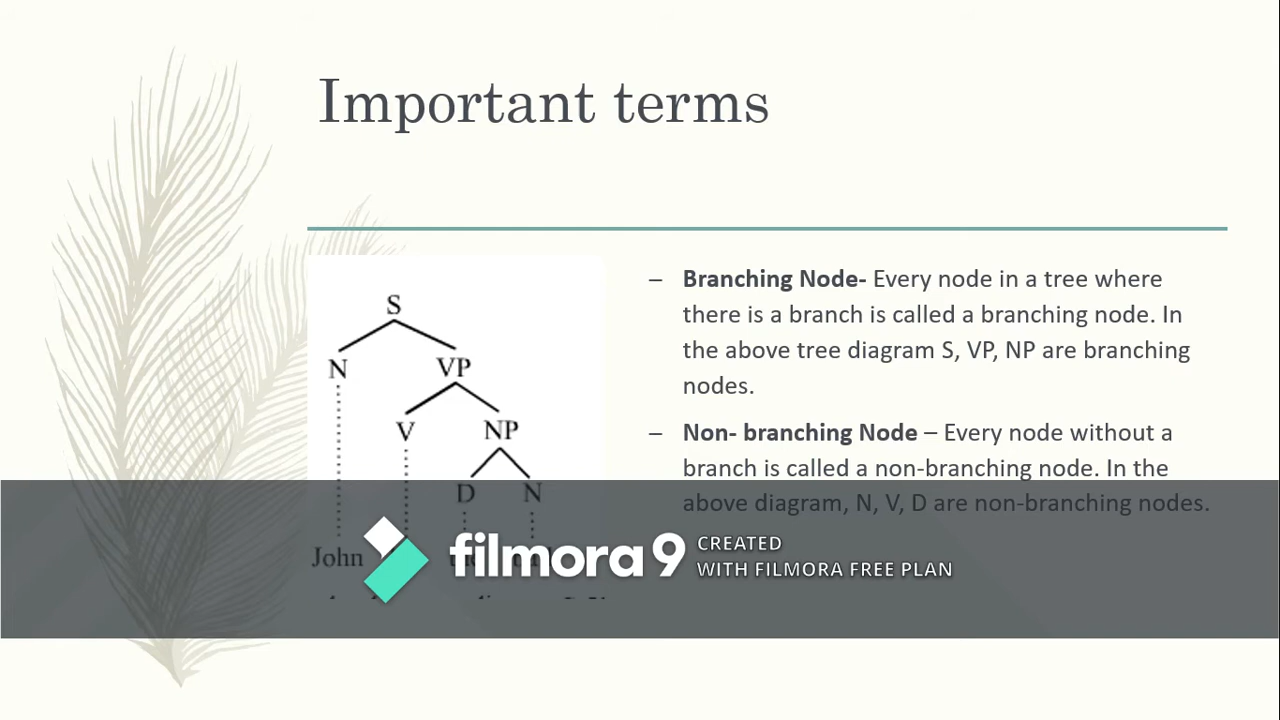 Important terms
S
N VP
V NP
D N
John
– Branching Node- Every node in a tree where
there is a branch is called a branching node. In
the above tree diagram S, VP, NP are branching
nodes.
– Non- branching Node – Every node without a
branch is called a non-branching node. In the
above diagram, N, V, D are non-branching nodes.
filmora9 CREATED
WITH FILMORA FREE PLAN